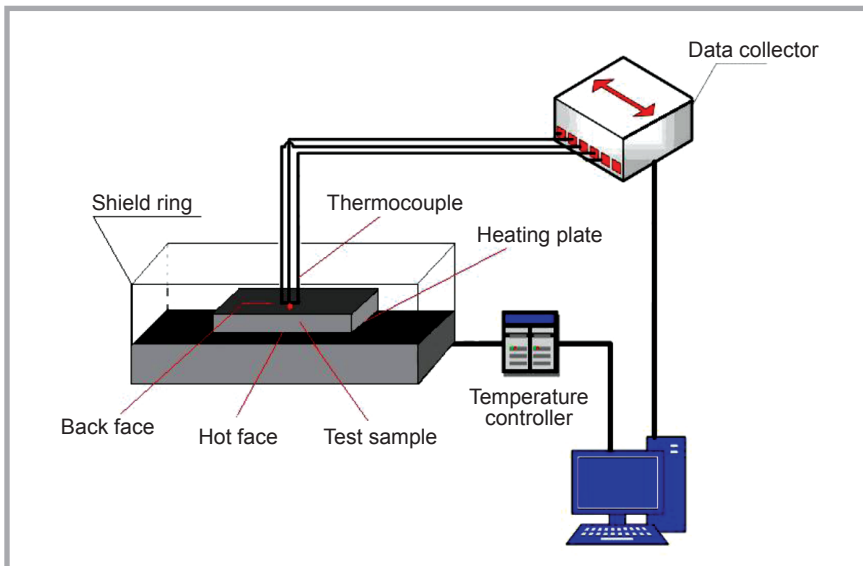 Data collector
Shield ring
Thermocouple
Heating plate
Temperature
controller
Back face
Hot face
Test sample